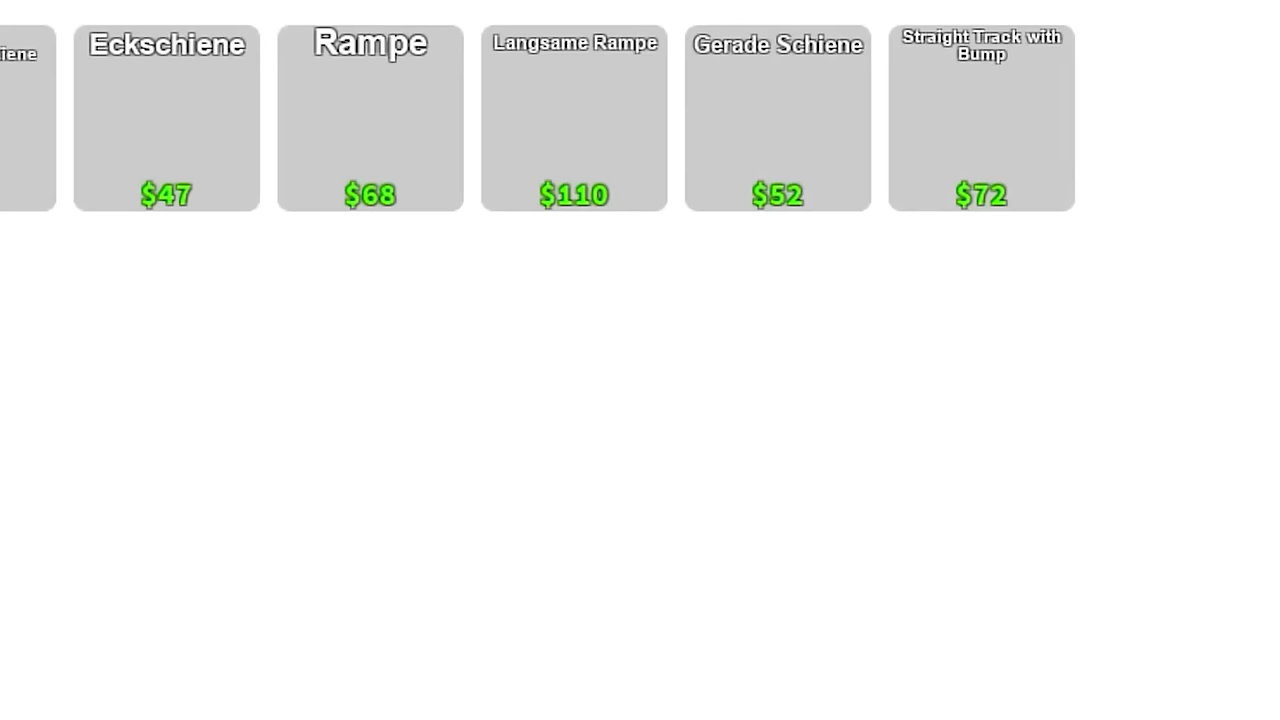 Eckschiene
Rampe
Langsame Rampe
Gerade Schiene
Straight Track with
Bump
$47
$68
$110
$52
$72